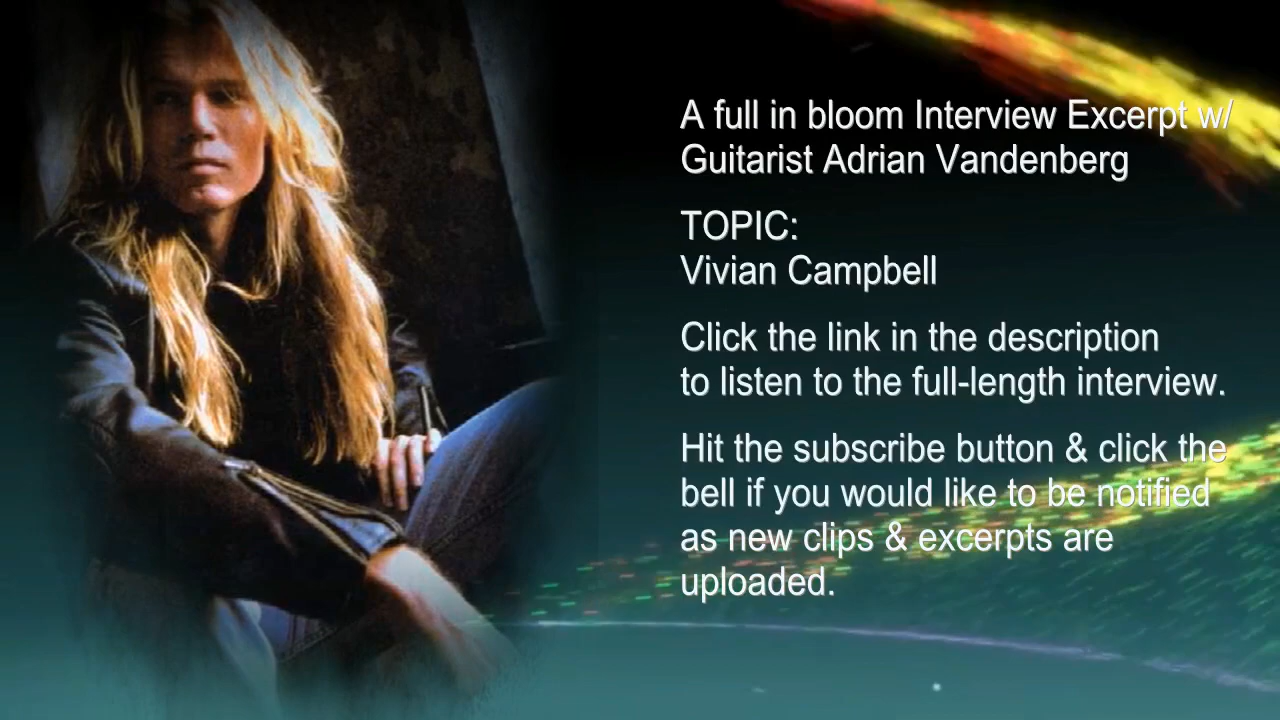 A full in bloom Interview Excerpt w/
Guitarist Adrian Vandenberg
TOPIC:
Vivian Campbell
Click the link in the description
to listen to the full-length interview.
Hit the subscribe button & click the
bell if you would like to be notified
as new clips & excerpts are
uploaded.